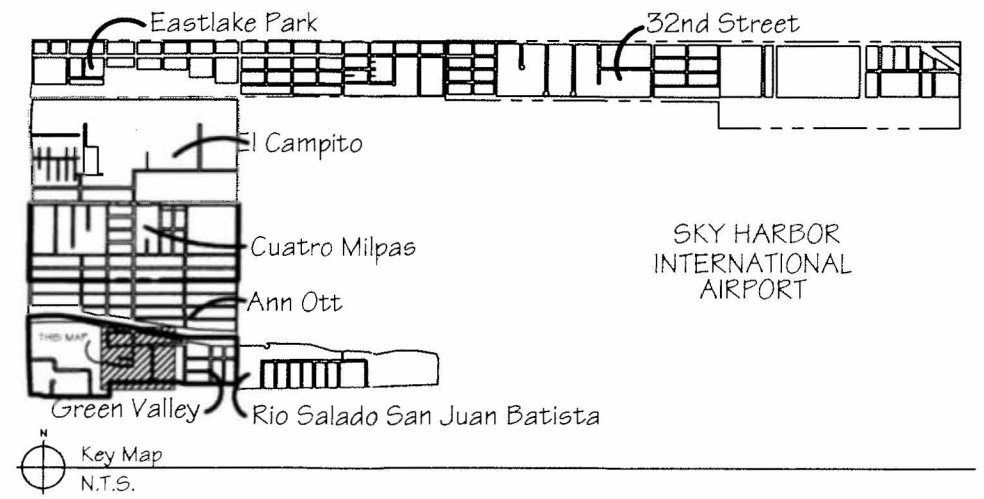 Eastlake Park
32nd Street
El Campito
Cuatro Milpas
SKY HARBOR
INTERNATIONAL
AIRPORT
Ann Ott
THIS MAP
Green Valley
Rio Salado San Juan Batista
N
Key Map
N.T.S.